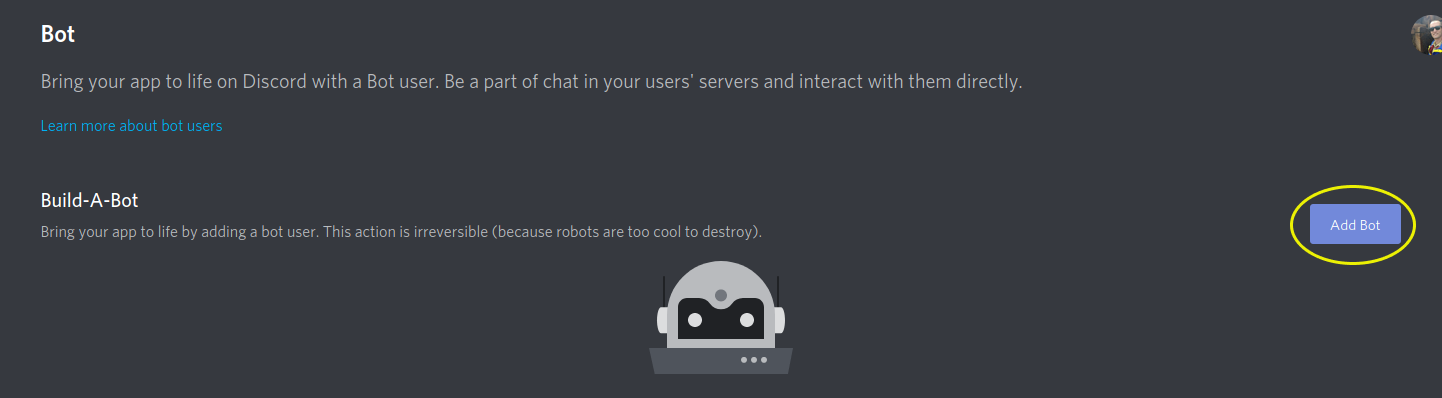 Bot
Bring your app to life on Discord with a Bot user. Be a part of chat in your users' servers and interact with them directly.
Learn more about bot users
Build-A-Bot
Bring your app to life by adding a bot user. This action is irreversible (because robots are too cool to destroy).
Add Bot